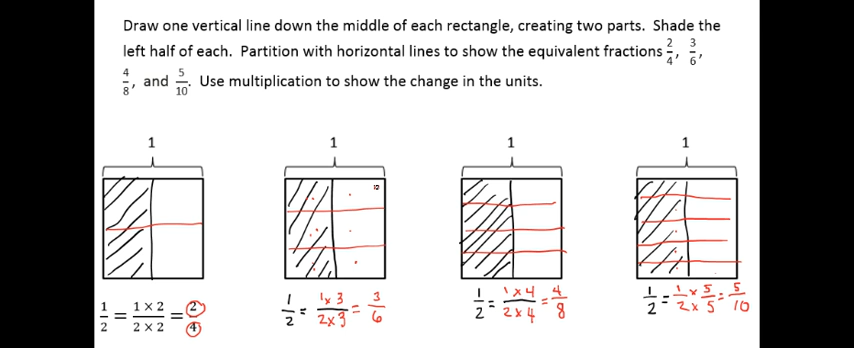 Draw one vertical line down the middle of each rectangle, creating two parts. Shade the
left half of each. Partition with horizontal lines to show the equivalent fractions 2/4, 3/6,
4/8, and 5/10. Use multiplication to show the change in the units.
1 1 1 1
1/2 = (1 × 2)/(2 × 2) = 2/4
1/2 = (1 x 3)/(2 x 3) = 3/6
1/2 = (1 x 4)/(2 x 4) = 4/8
1/2 = 1/2 x x 5/5 = 5/10